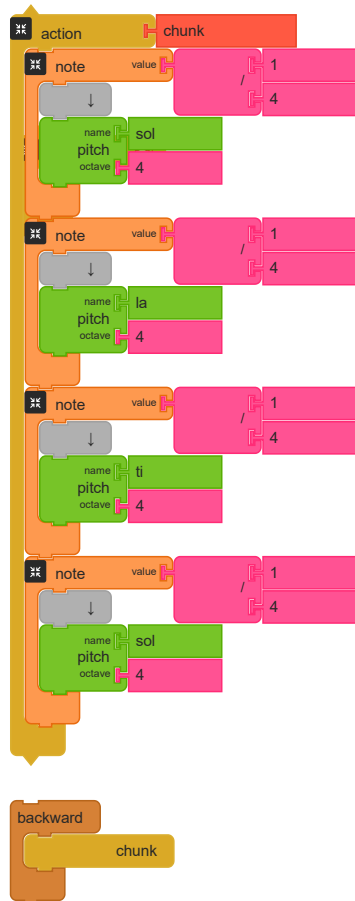 action chunk
note value 1
/
↓ 4
name sol
pitch
octave 4
note value 1
/
↓ 4
name la
pitch
octave 4
note value 1
/
↓ 4
name ti
pitch
octave 4
note value 1
/
↓ 4
name sol
pitch
octave 4
backward
chunk